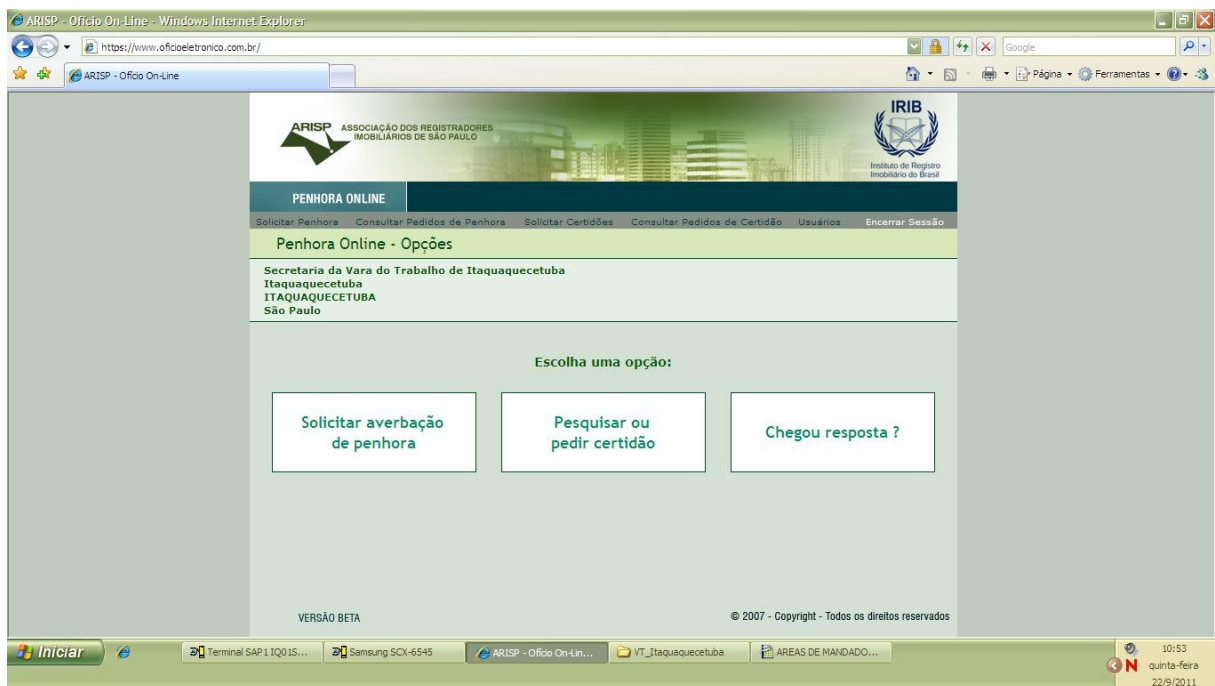 ARISP - Ofício On-Line - Windows Internet Explorer
https://www.oficioeletronico.com.br/
Google
ARISP - Ofício On-Line
Página
Ferramentas
ARISP ASSOCIAÇÃO DOS REGISTRADORES
IMOBILIÁRIOS DE SÃO PAULO
IRIB
Instituto de Registro
Imobiliário do Brasil
PENHORA ONLINE
Solicitar Penhora Consultar Pedidos de Penhora Solicitar Certidões Consultar Pedidos de Certidão Usuários Encerrar Sessão
Penhora Online - Opções
Secretaria da Vara do Trabalho de Itaquaquecetuba
Itaquaquecetuba
ITAQUAQUECETUBA
São Paulo
Escolha uma opção:
Solicitar averbação
de penhora
Pesquisar ou
pedir certidão
Chegou resposta ?
VERSÃO BETA
© 2007 - Copyright - Todos os direitos reservados
Iniciar
Terminal SAP1 IQ01S...
Samsung SCX-6545
ARISP - Ofício On-Lin...
VT_Itaquaquecetuba
AREAS DE MANDADO...
10:53
quinta-feira
22/9/2011